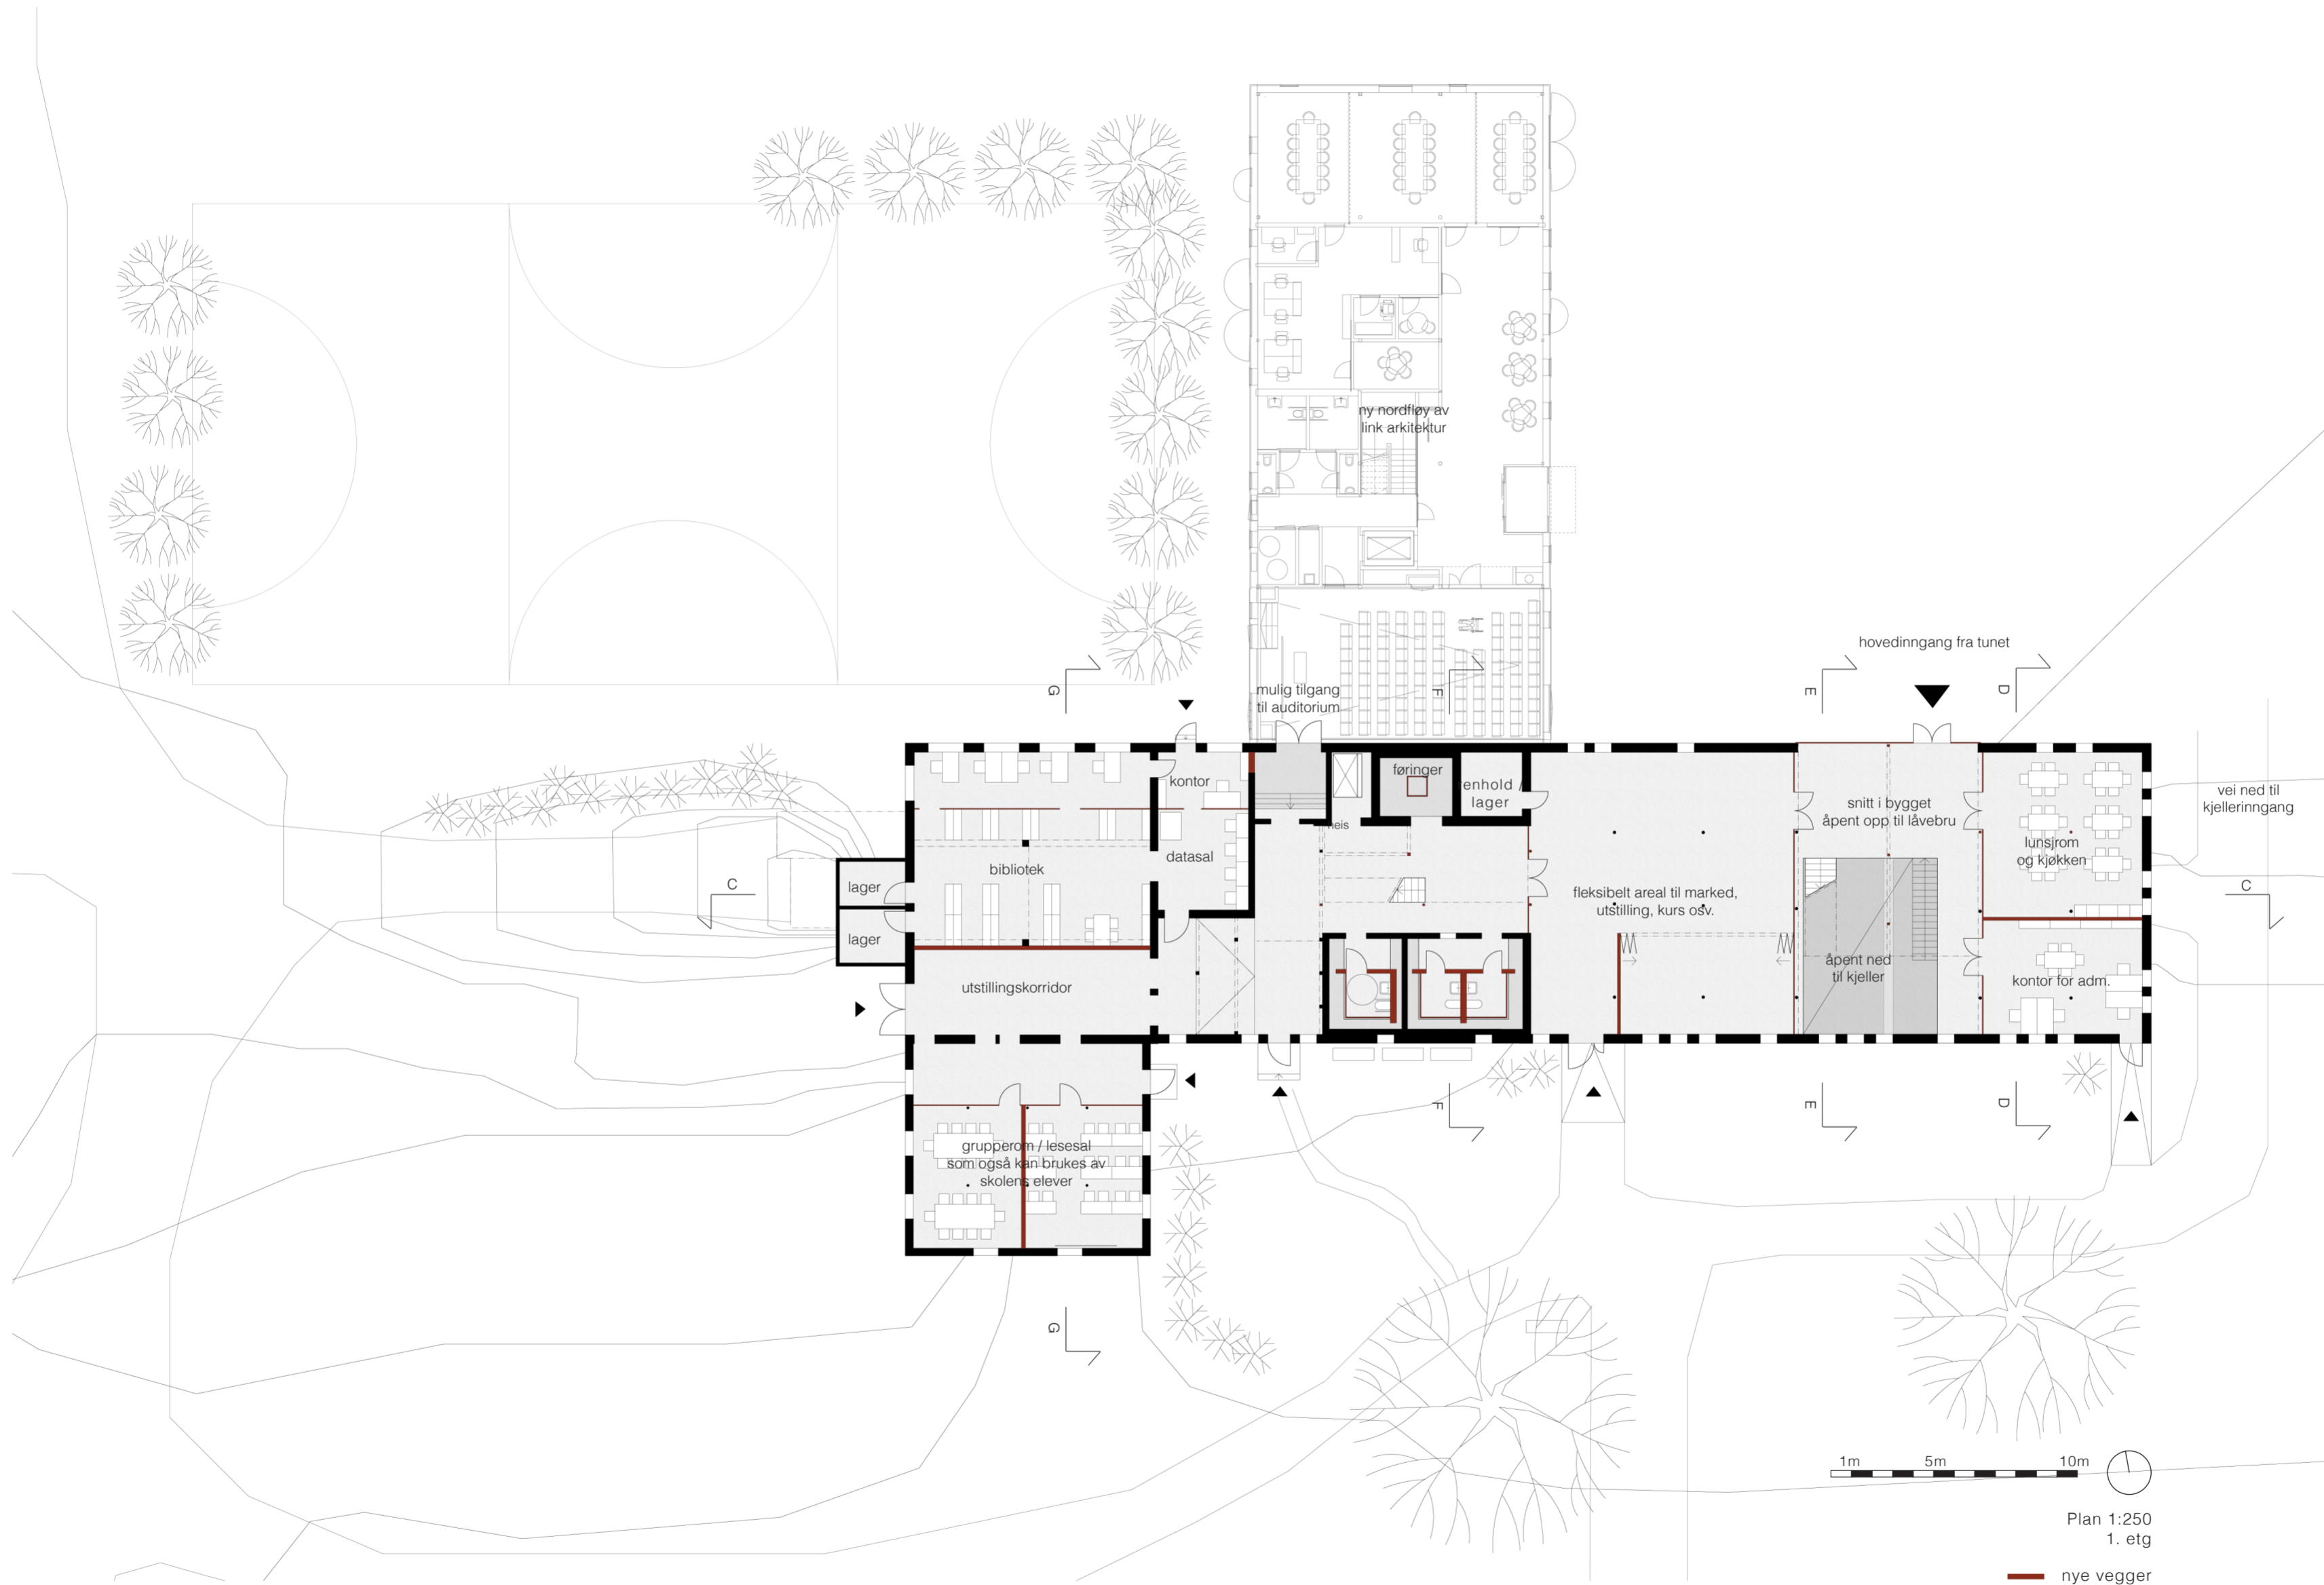 ny nordfløy av
link arkitektur
hovedinngang fra tunet
G
mulig tilgang
til auditorium
F
E
D
kontor
føringer
renhold /
lager
neis
snitt i bygget
åpent opp til låvebru
vei ned til
kjellerinngang
lunsjrom
og kjøkken
datasal
bibliotek
lager
C
fleksibelt areal til marked,
utstilling, kurs osv.
C
lager
åpent ned
til kjeller
utstillingskorridor
kontor for adm.
F
E
D
grupperom / lesesal
som også kan brukes av
skolens elever
G
1m 5m 10m
Plan 1:250
1. etg
nye vegger